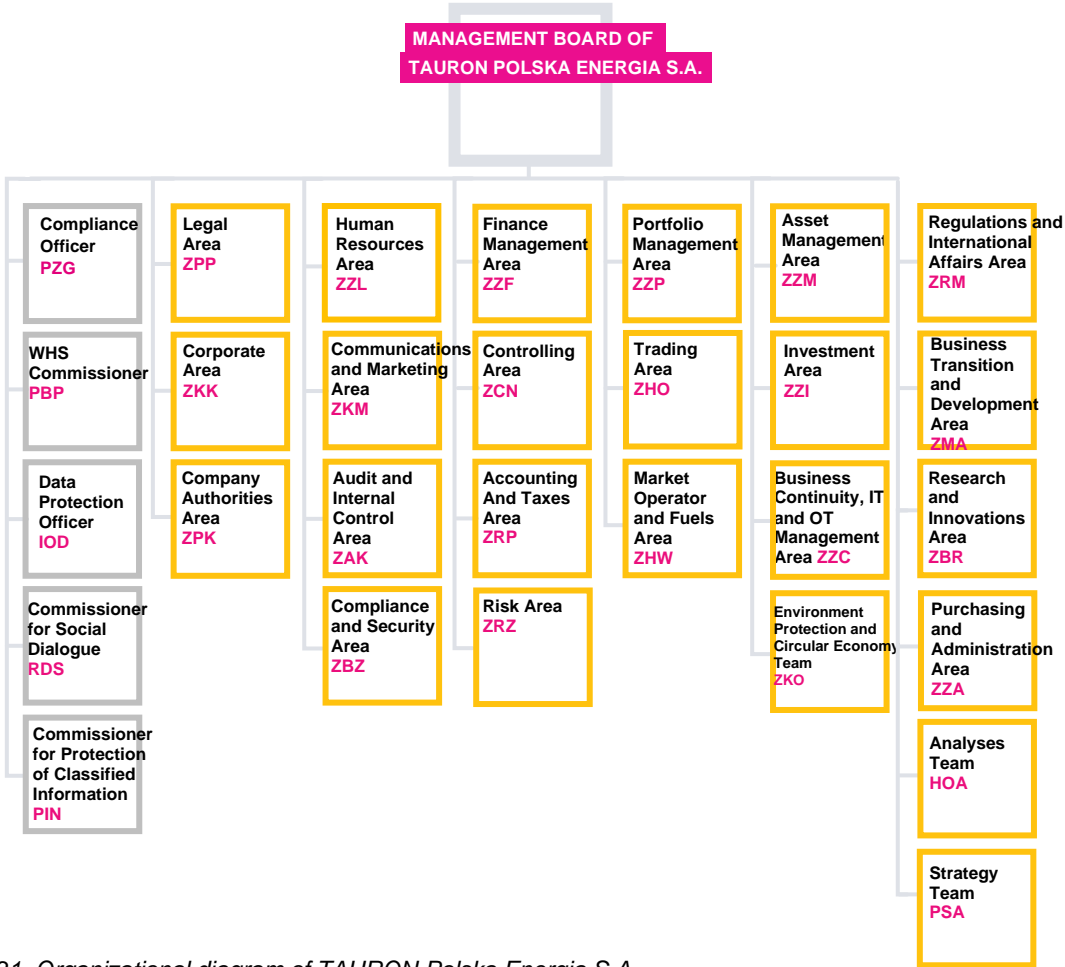 MANAGEMENT BOARD OF
TAURON POLSKA ENERGIA S.A.
Compliance
Officer
PZG
WHS
Commissioner
PBP
Data
Protection
Officer
IOD
Commissioner
for Social
Dialogue
RDS
Commissioner
for Protection
of Classified
Information
PIN
Legal
Area
ZPP
Corporate
Area
ZKK
Company
Authorities
Area
ZPK
Human
Resources
Area
ZZL
Communications
and Marketing
Area
ZKM
Audit and
Internal
Control
Area
ZAK
Compliance
and Security
Area
ZBZ
Finance
Management
Area
ZZF
Controlling
Area
ZCN
Accounting
And Taxes
Area
ZRP
Risk Area
ZRZ
Portfolio
Management
Area
ZZP
Trading
Area
ZHO
Market
Operator
and Fuels
Area
ZHW
Asset
Management
Area
ZZM
Investment
Area
ZZI
Business
Continuity, IT
and OT
Management
Area ZZC
Environment
Protection and
Circular Economy
Team
ZKO
Regulations and
International
Affairs Area
ZRM
Business
Transition
and
Development
Area
ZMA
Research
and
Innovations
Area
ZBR
Purchasing
and
Administration
Area
ZZA
Analyses
Team
HOA
Strategy
Team
PSA
Organizational diagram of TAURON Polska Energia S.A.